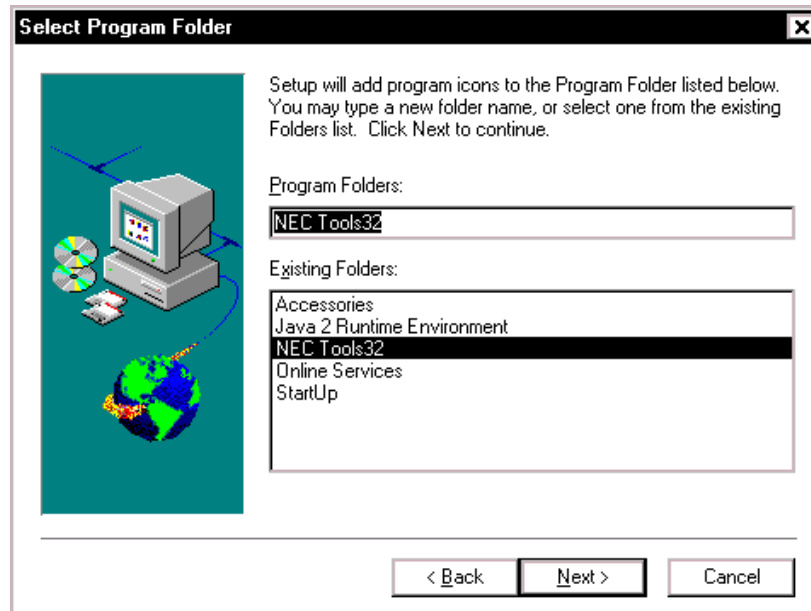 Select Program Folder
Setup will add program icons to the Program Folder listed below.
You may type a new folder name, or select one from the existing
Folders list. Click Next to continue.
Program Folders:
NEC Tools32
Existing Folders:
Accessories
Java 2 Runtime Environment
NEC Tools32
Online Services
StartUp
< Back
Next >
Cancel